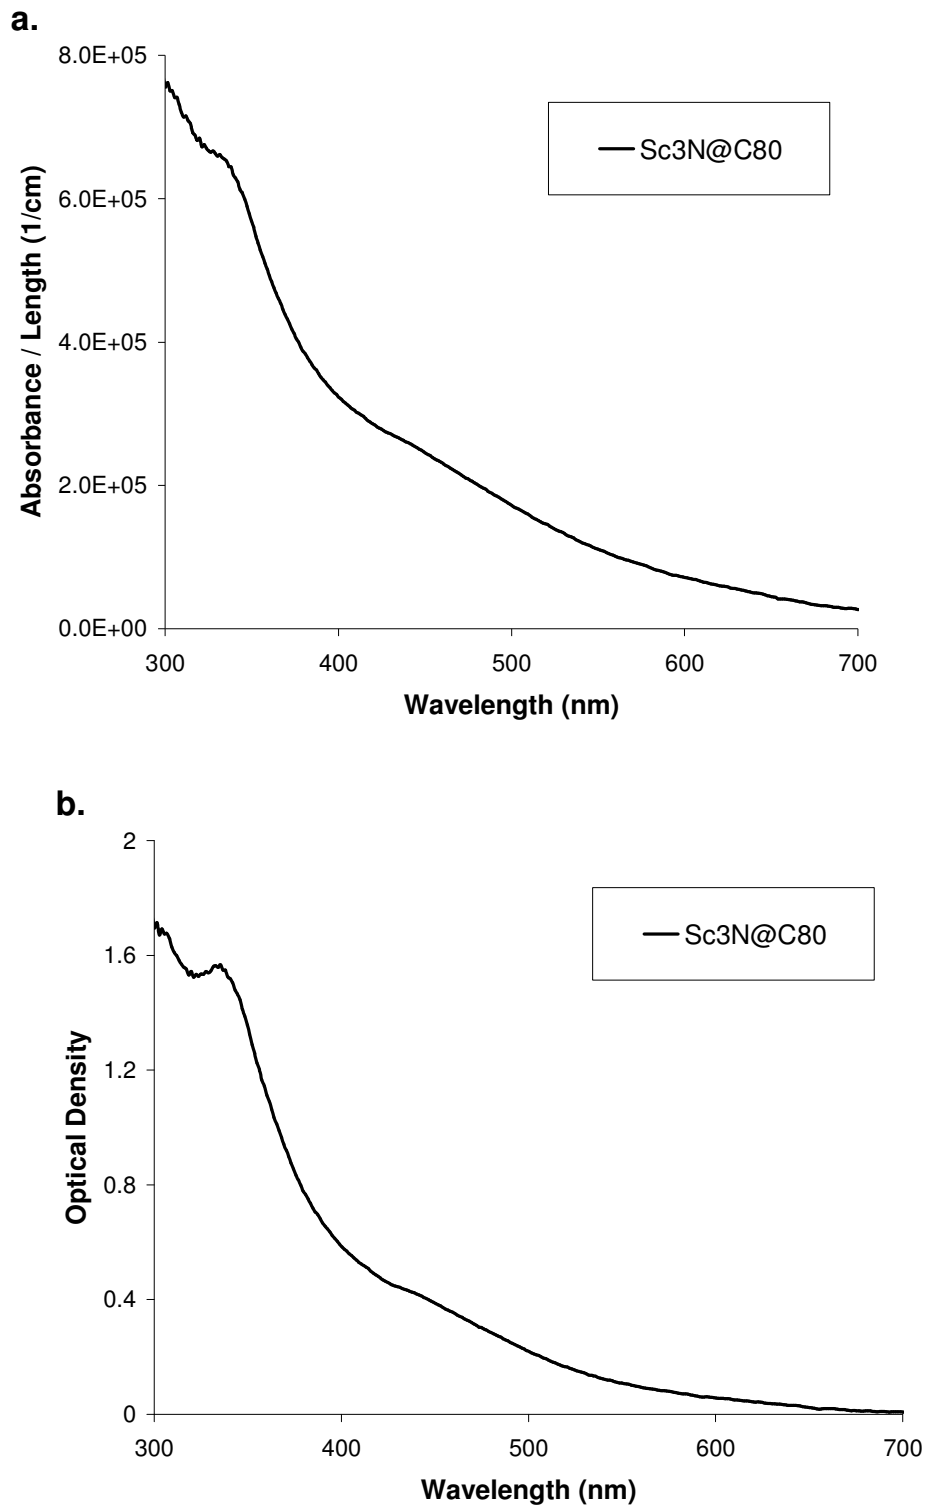 a.
8.0E+05
6.0E+05
4.0E+05
2.0E+05
0.0E+00
Absorbance / Length (1/cm)
Sc3N@C80
300 400 500 600 700
Wavelength (nm)
b.
2
1.6
1.2
0.8
0.4
0
Optical Density
Sc3N@C80
300 400 500 600 700
Wavelength (nm)